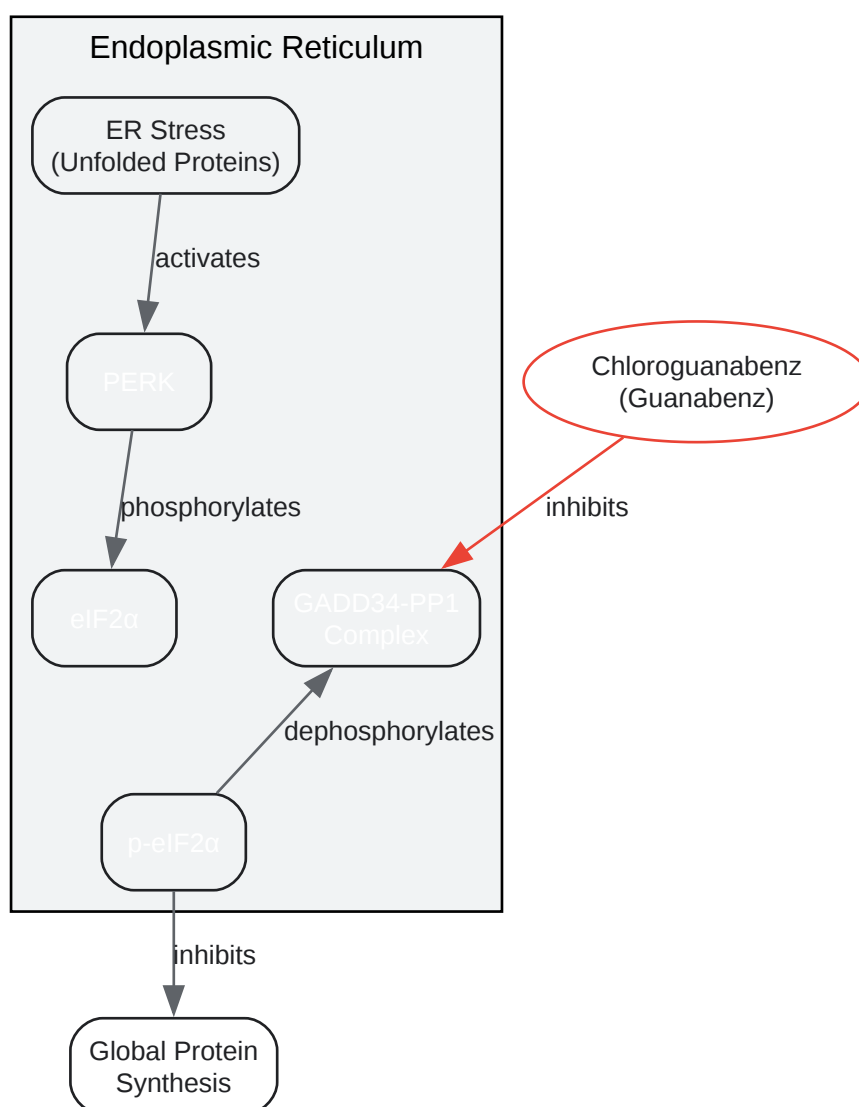 Endoplasmic Reticulum
ER Stress
(Unfolded Proteins)
activates
PERK
Chloroguanabenz
(Guanabenz)
phosphorylates
inhibits
eIF2α
GADD34-PP1
Complex
dephosphorylates
p-eIF2α
inhibits
Global Protein
Synthesis